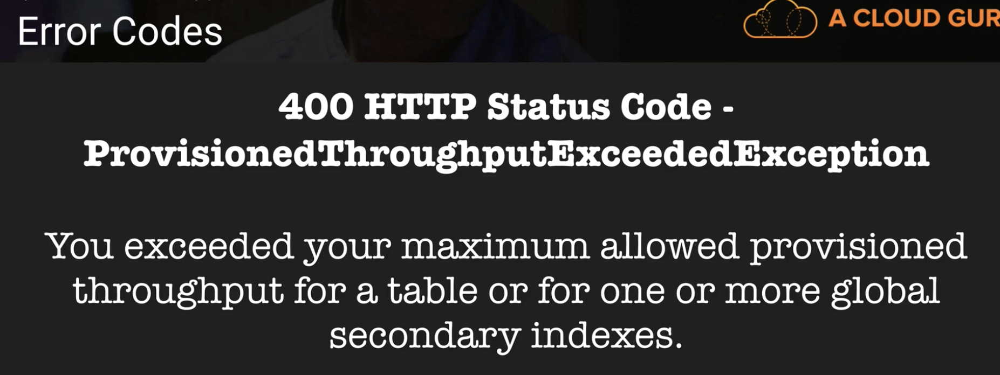 Error Codes
A CLOUD GUR
400 HTTP Status Code -
ProvisionedThroughputExceededException
You exceeded your maximum allowed provisioned
throughput for a table or for one or more global
secondary indexes.